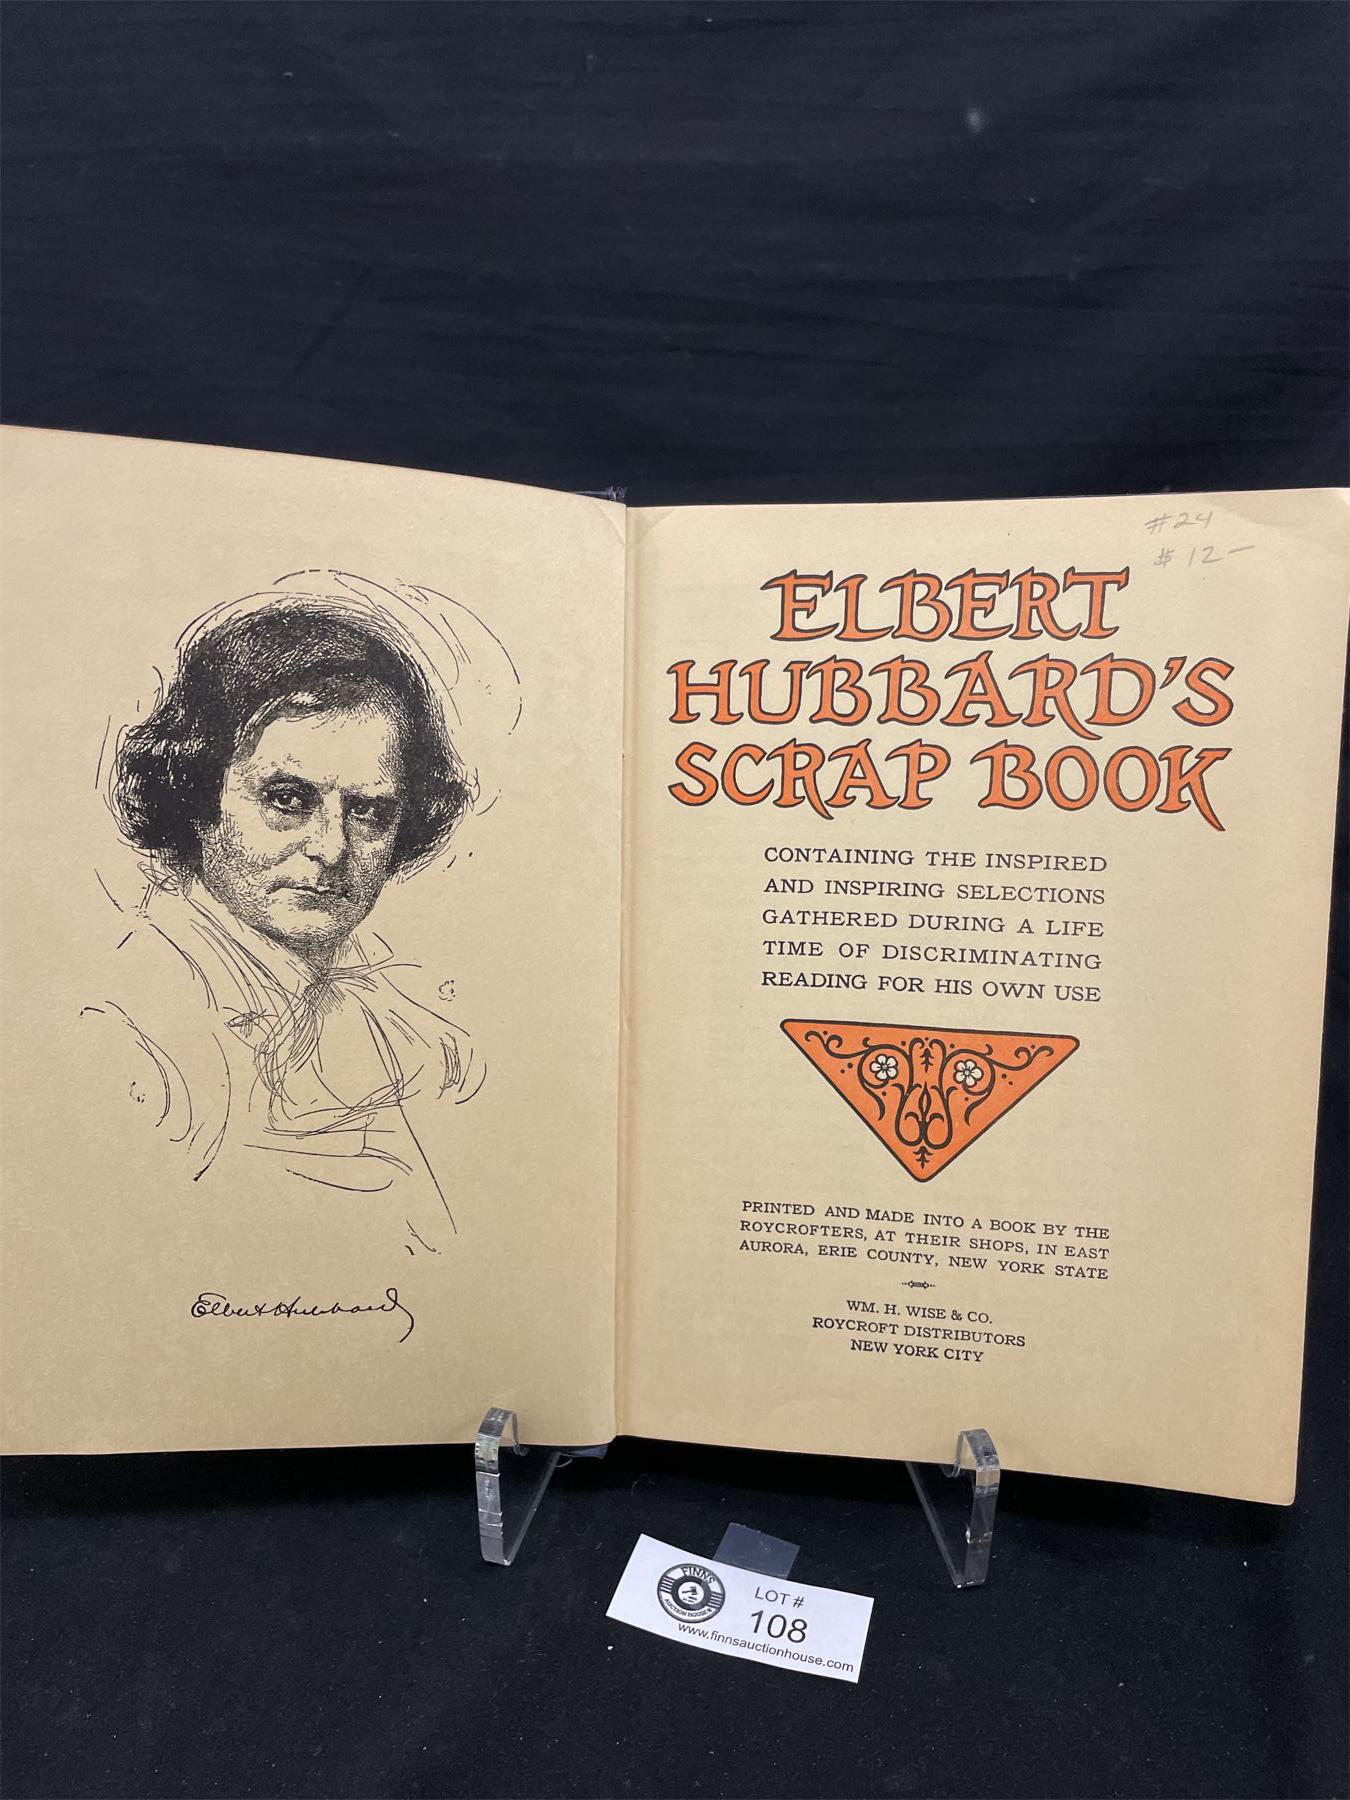 #24
$12–
ELBERT
HUBBARD'S
SCRAP BOOK
CONTAINING THE INSPIRED
AND INSPIRING SELECTIONS
GATHERED DURING A LIFE
TIME OF DISCRIMINATING
READING FOR HIS OWN USE
PRINTED AND MADE INTO A BOOK BY THE
ROYCROFTERS, AT THEIR SHOPS, IN EAST
AURORA, ERIE COUNTY, NEW YORK STATE
WM. H. WISE & CO.
ROYCROFT DISTRIBUTORS
NEW YORK CITY
Elbert Hubbard
FINNS
AUCTION HOUSE
LOT #
108
www.finnsauctionhouse.com